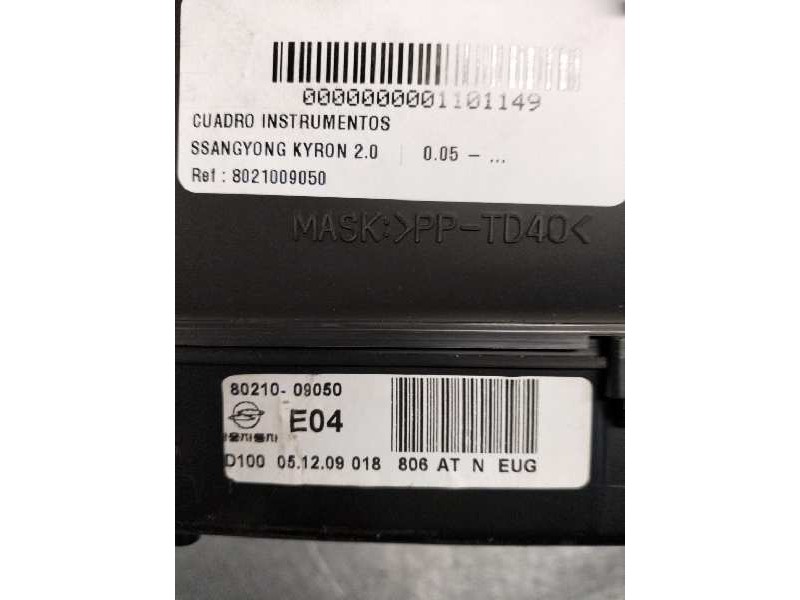 0000000001101149
CUADRO INSTRUMENTOS
SSANGYONG KYRON 2.0 0.05 - ...
Ref : 8021009050
MASK:>PP-TD40<
80210- 09050
E04
D100 05.12.09 018 806 AT N EUG